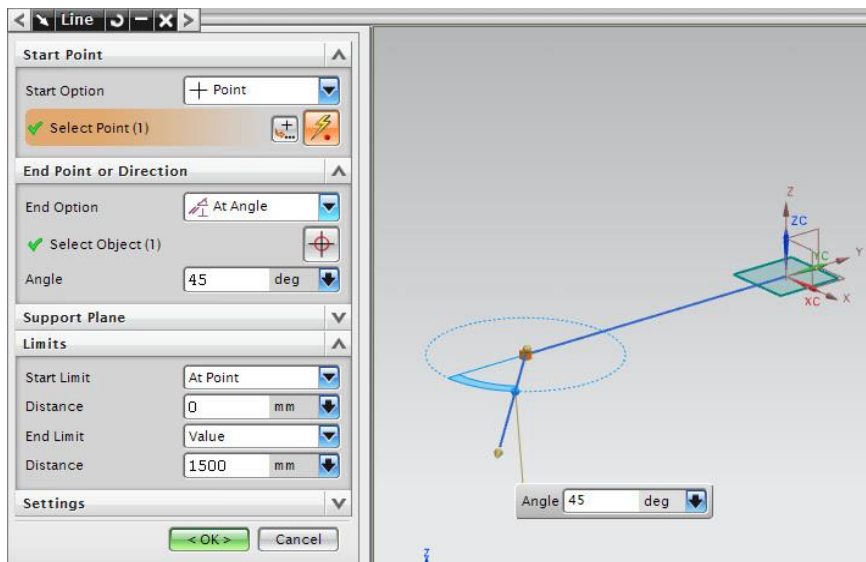 Line
Start Point
Start Option Point
Select Point (1)
End Point or Direction
End Option At Angle
Select Object (1)
Angle 45 deg
Support Plane
Limits
Start Limit At Point
Distance 0 mm
End Limit Value
Distance 1500 mm
Settings
< OK > Cancel
Z
ZC
YC Y
XC X
Angle 45 deg
Z